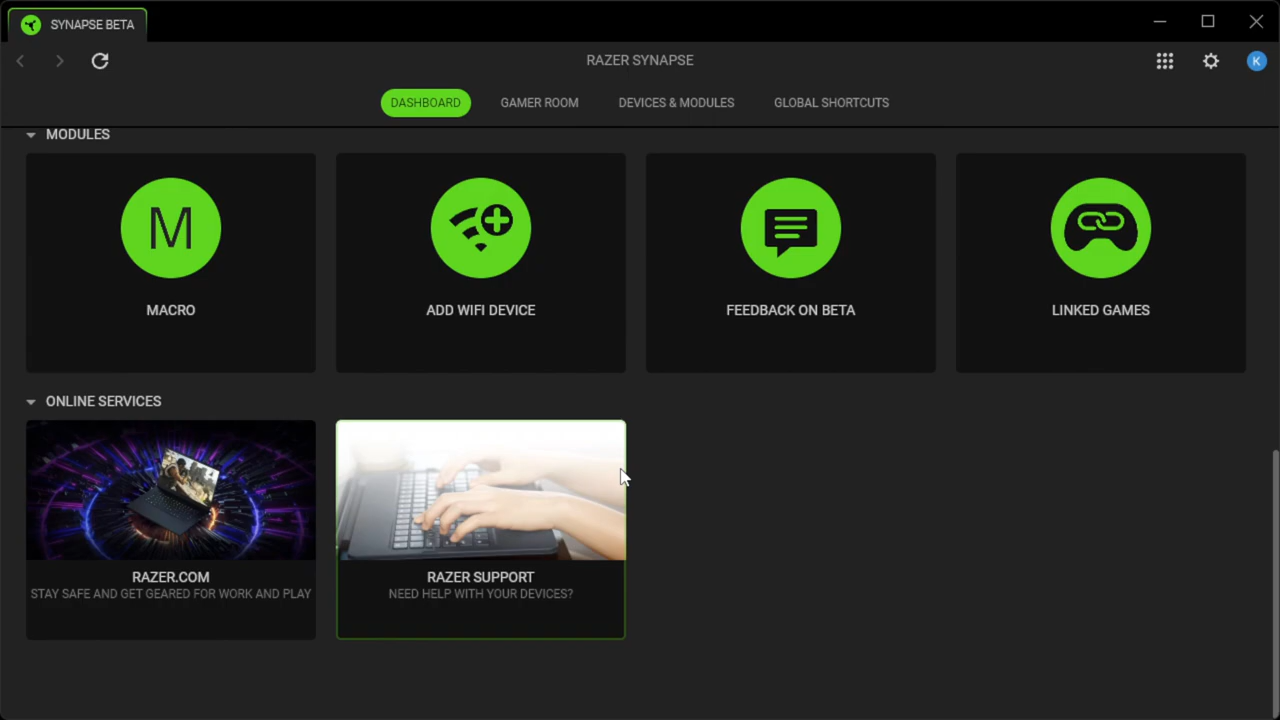 SYNAPSE BETA
RAZER SYNAPSE
K
DASHBOARD
GAMER ROOM
DEVICES & MODULES
GLOBAL SHORTCUTS
MODULES
M
MACRO
ADD WIFI DEVICE
FEEDBACK ON BETA
LINKED GAMES
ONLINE SERVICES
RAZER.COM
STAY SAFE AND GET GEARED FOR WORK AND PLAY
RAZER SUPPORT
NEED HELP WITH YOUR DEVICES?